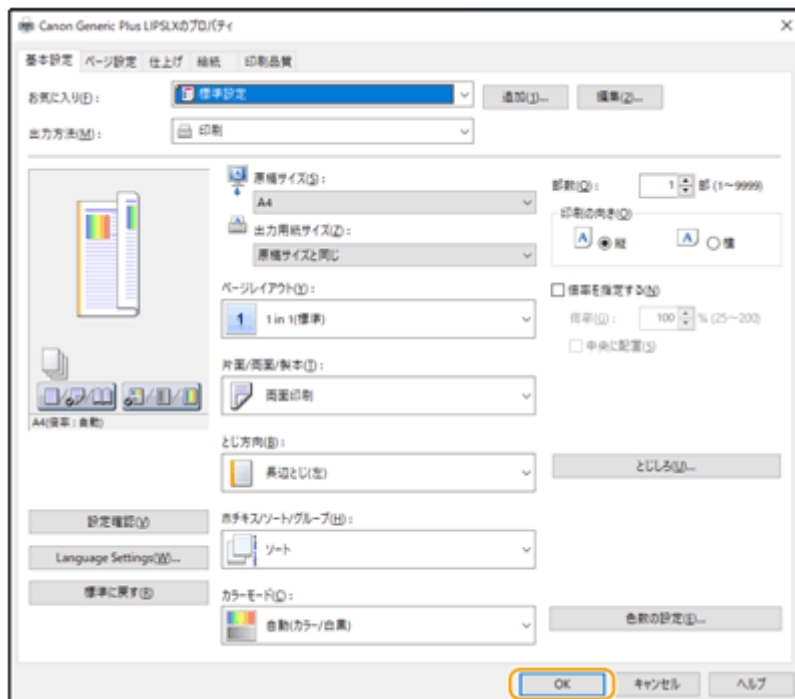 Canon Generic Plus LIPSLXのプロパティ
基本設定 ページ設定 仕上げ 給紙 印刷品質
お気に入り(F): 標準設定 追加(1)... 編集(2)...
出力方法(M): 印刷
原稿サイズ(S):
A4
出力用紙サイズ(Z):
原稿サイズと同じ
部数(Q): 1 部 (1～9999)
印刷の向き(O)
A 縦 A 横
ページレイアウト(Y):
1 1 in 1(標準)
倍率を指定する(N)
倍率(G): 100 % (25～200)
中央に配置(5)
片面/両面/製本(T):
両面印刷
A4(倍率:自動)
とじ方向(B):
長辺とじ(左)
とじしろ(U)...
設定確認(V)
Language Settings(W)...
標準に戻す(R)
ホチキス/ソート/グループ(H):
ソート
カラーモード(C):
自動(カラー/白黒)
色数の設定(E)...
OK キャンセル ヘルプ